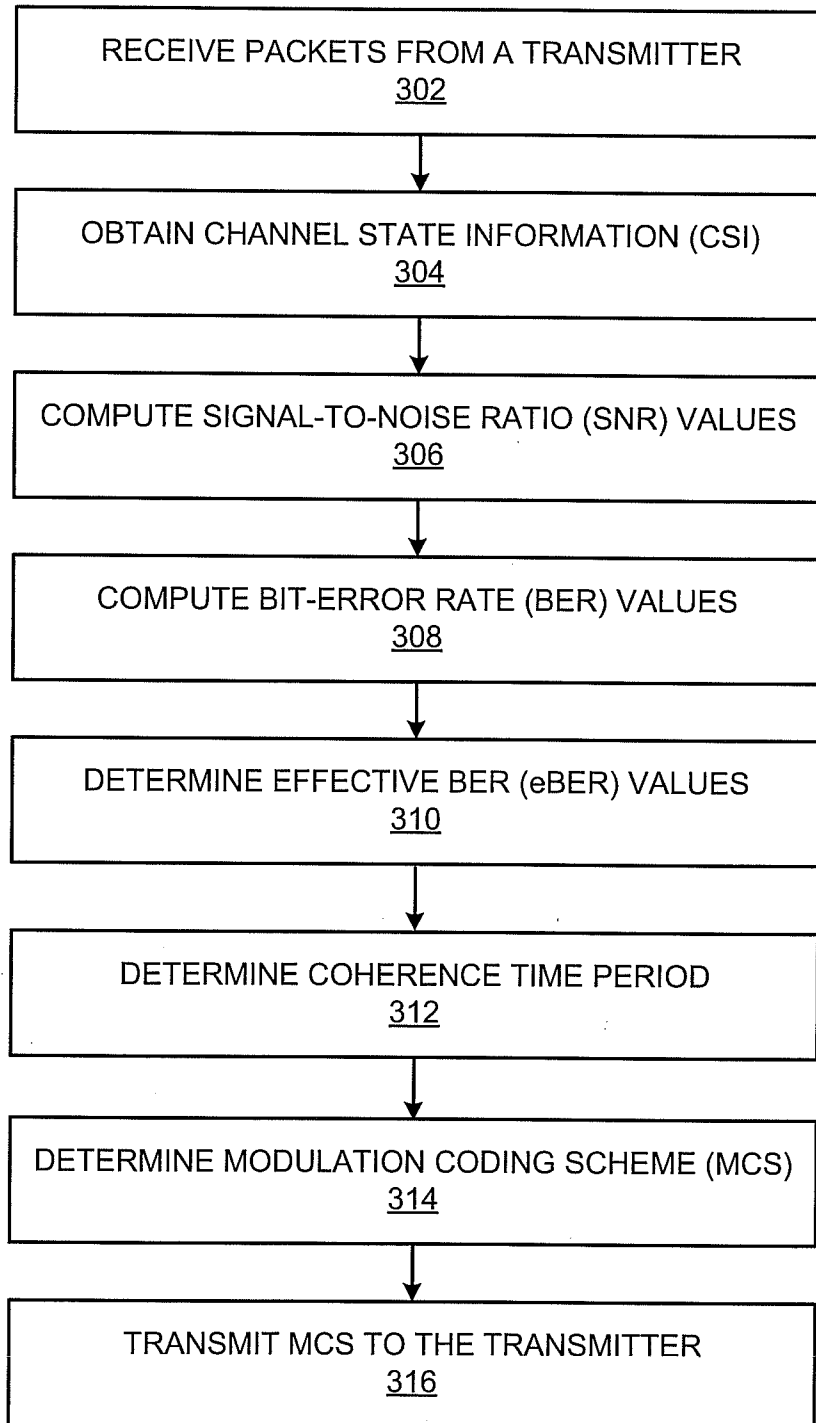 RECEIVE PACKETS FROM A TRANSMITTER
302
OBTAIN CHANNEL STATE INFORMATION (CSI)
304
COMPUTE SIGNAL-TO-NOISE RATIO (SNR) VALUES
306
COMPUTE BIT-ERROR RATE (BER) VALUES
308
DETERMINE EFFECTIVE BER (eBER) VALUES
310
DETERMINE COHERENCE TIME PERIOD
312
DETERMINE MODULATION CODING SCHEME (MCS)
314
TRANSMIT MCS TO THE TRANSMITTER
316